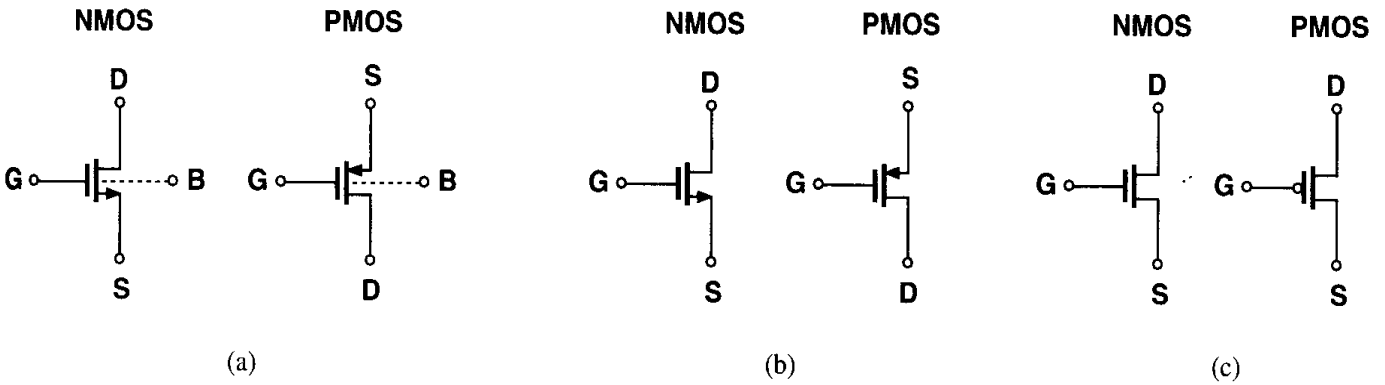 NMOS PMOS NMOS PMOS NMOS PMOS
D S D S D D
G B G B G G G G
S D S D S S
(a) (b) (c)